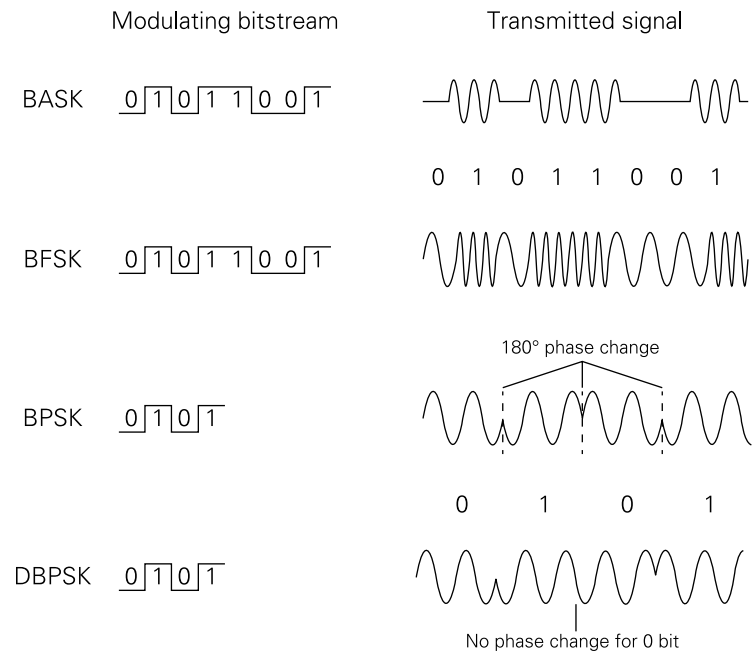 Modulating bitstream Transmitted signal
BASK 0 1 0 1 1 0 0 1
0 1 0 1 1 0 0 1
BFSK 0 1 0 1 1 0 0 1
180° phase change
BPSK 0 1 0 1
0 1 0 1
DBPSK 0 1 0 1
No phase change for 0 bit